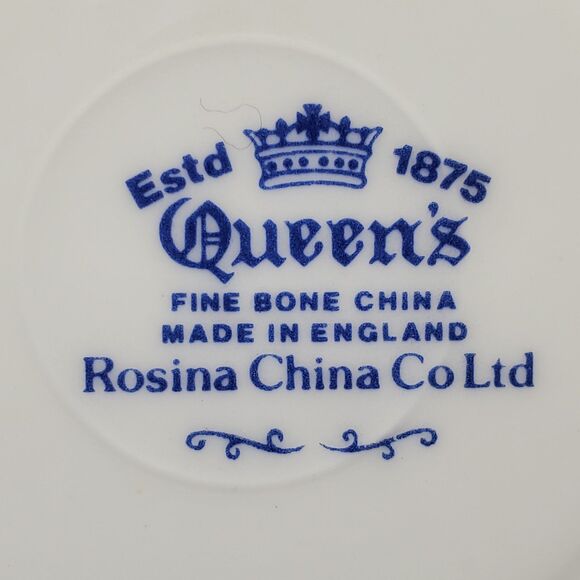 Estd 1875
Queen's
FINE BONE CHINA
MADE IN ENGLAND
Rosina China Co Ltd